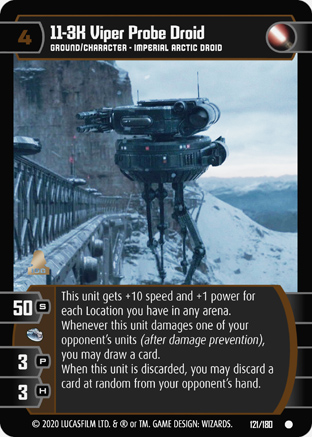 4
11-3K Viper Probe Droid
GROUND/CHARACTER - IMPERIAL ARCTIC DROID
50 S
3 P
3 H
This unit gets +10 speed and +1 power for
each Location you have in any arena.
Whenever this unit damages one of your
opponent's units (after damage prevention),
you may draw a card.
When this unit is discarded, you may discard a
card at random from your opponent's hand.
© 2020 LUCASFILM LTD. & ® or TM. GAME DESIGN: WIZARDS.
121/180